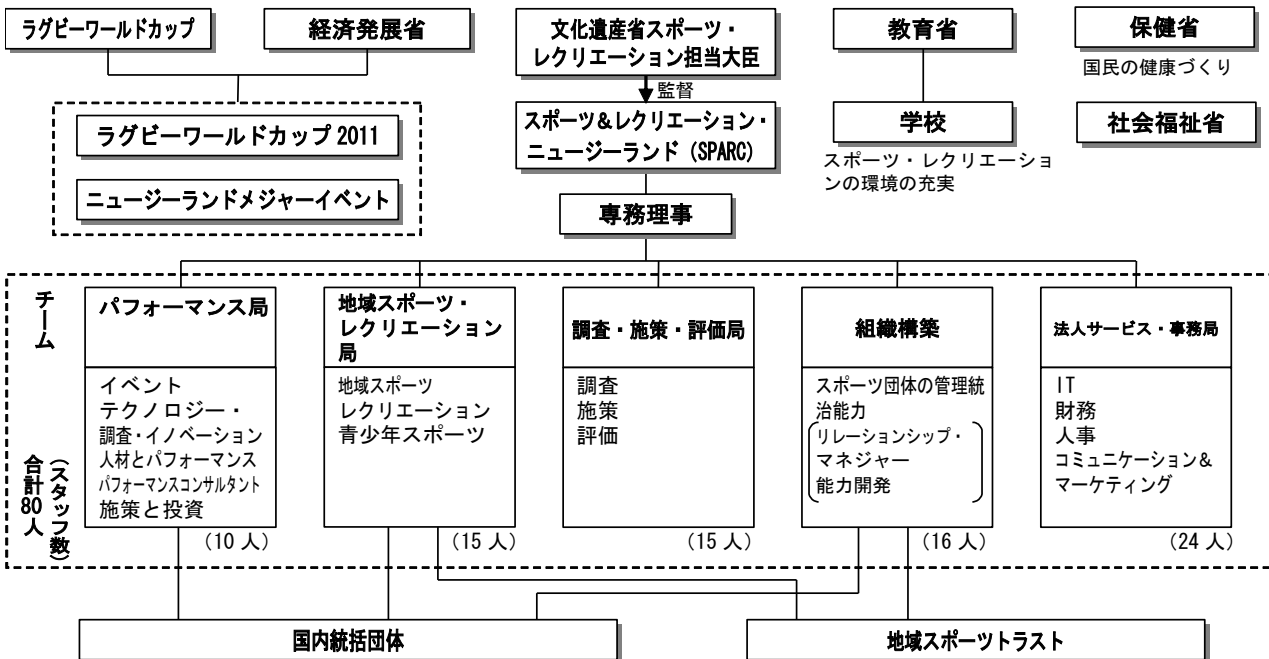 ラグビーワールドカップ
経済発展省
文化遺産省スポーツ・
レクリエーション担当大臣
教育省
保健省
国民の健康づくり
監督
ラグビーワールドカップ 2011
スポーツ&レクリエーション・
ニュージーランド (SPARC)
学校
社会福祉省
スポーツ・レクリエーショ
ンの環境の充実
ニュージーランドメジャーイベント
専務理事
チーム
パフォーマンス局
地域スポーツ・
レクリエーション
局
調査・施策・評価局
組織構築
法人サービス・事務局
イベント
テクノロジー・
調査・イノベーション
人材とパフォーマンス
パフォーマンスコンサルタント
施策と投資
地域スポーツ
レクリエーション
青少年スポーツ
調査
施策
評価
スポーツ団体の管理統
治能力
リレーションシップ・
マネジャー
能力開発
IT
財務
人事
コミュニケーション&
マーケティング
(スタッフ数)
合計80人
(10 人)
(15 人)
(15 人)
(16 人)
(24 人)
国内統括団体
地域スポーツトラスト